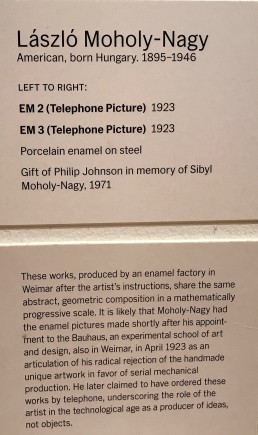 László Moholy-Nagy
American, born Hungary. 1895–1946
LEFT TO RIGHT:
EM 2 (Telephone Picture) 1923
EM 3 (Telephone Picture) 1923
Porcelain enamel on steel
Gift of Philip Johnson in memory of Sibyl
Moholy-Nagy, 1971
These works, produced by an enamel factory in
Weimar after the artist's instructions, share the same
abstract, geometric composition in a mathematically
progressive scale. It is likely that Moholy-Nagy had
the enamel pictures made shortly after his appoint-
ment to the Bauhaus, an experimental school of art
and design, also in Weimar, in April 1923 as an
articulation of his radical rejection of the handmade
unique artwork in favor of serial mechanical
production. He later claimed to have ordered these
works by telephone, underscoring the role of the
artist in the technological age as a producer of ideas,
not objects.